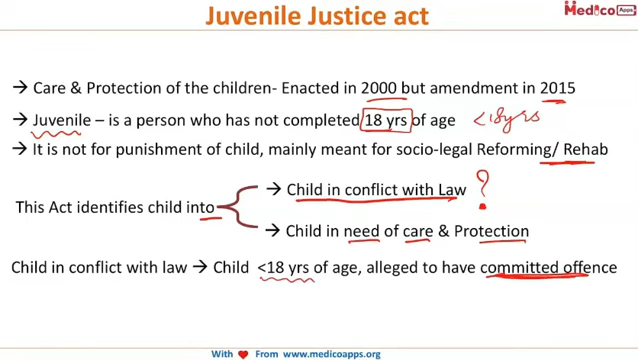 Juvenile Justice act
Medico Apps
→ Care & Protection of the children- Enacted in 2000 but amendment in 2015
→ Juvenile – is a person who has not completed 18 yrs of age <18yrs
→ It is not for punishment of child, mainly meant for socio-legal Reforming/ Rehab
→ Child in conflict with Law ?
This Act identifies child into
→ Child in need of care & Protection
Child in conflict with law → Child <18 yrs of age, alleged to have committed offence
With ♥ From www.medicoapps.org